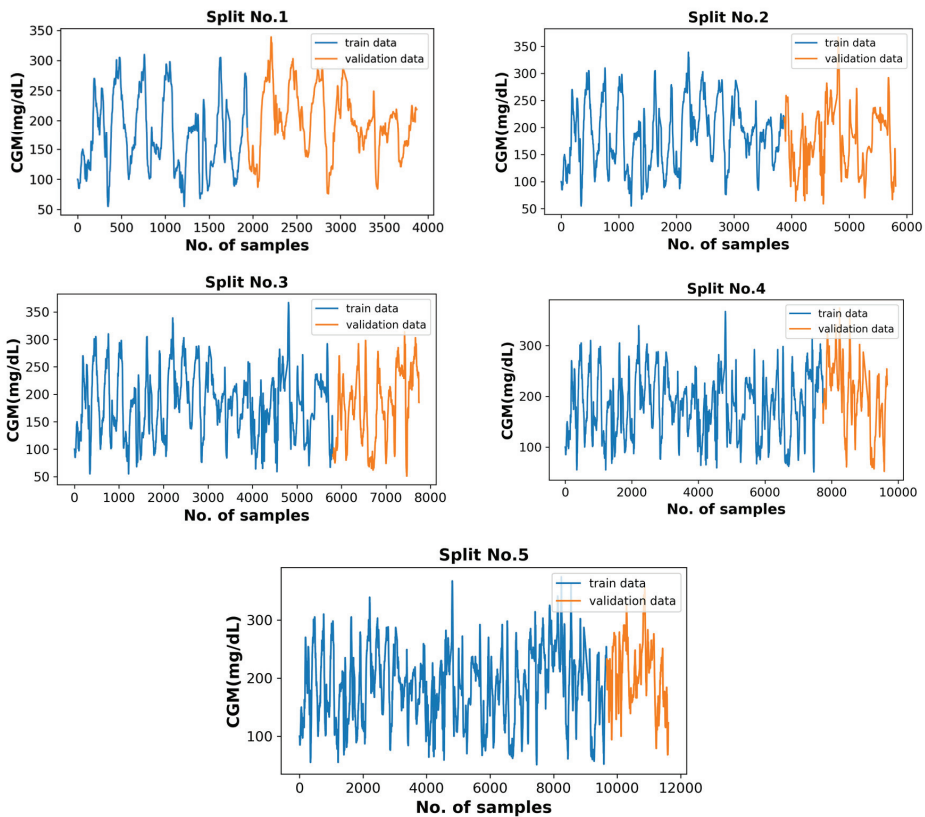 Split No.1
350
300
250
200
150
100
50
CGM(mg/dL)
train data
validation data
0 500 1000 1500 2000 2500 3000 3500 4000
No. of samples
Split No.2
350
300
250
200
150
100
50
CGM(mg/dL)
train data
validation data
0 1000 2000 3000 4000 5000 6000
No. of samples
Split No.3
350
300
250
200
150
100
50
CGM(mg/dL)
train data
validation data
0 1000 2000 3000 4000 5000 6000 7000 8000
No. of samples
Split No.4
300
200
100
CGM(mg/dL)
train data
validation data
0 2000 4000 6000 8000 10000
No. of samples
Split No.5
300
200
100
CGM(mg/dL)
train data
validation data
0 2000 4000 6000 8000 10000 12000
No. of samples